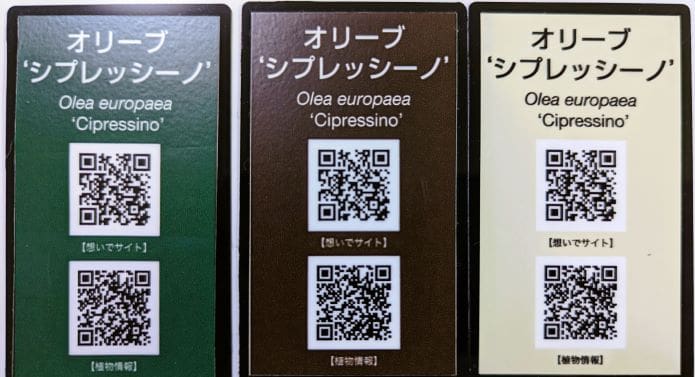 オリーブ
‘シプレッシーノ’
Olea europaea
‘Cipressino’
【想いでサイト】
【植物情報】
オリーブ
‘シプレッシーノ’
Olea europaea
‘Cipressino’
【想いでサイト】
【植物情報】
オリーブ
‘シプレッシーノ’
Olea europaea
‘Cipressino’
【想いでサイト】
【植物情報】